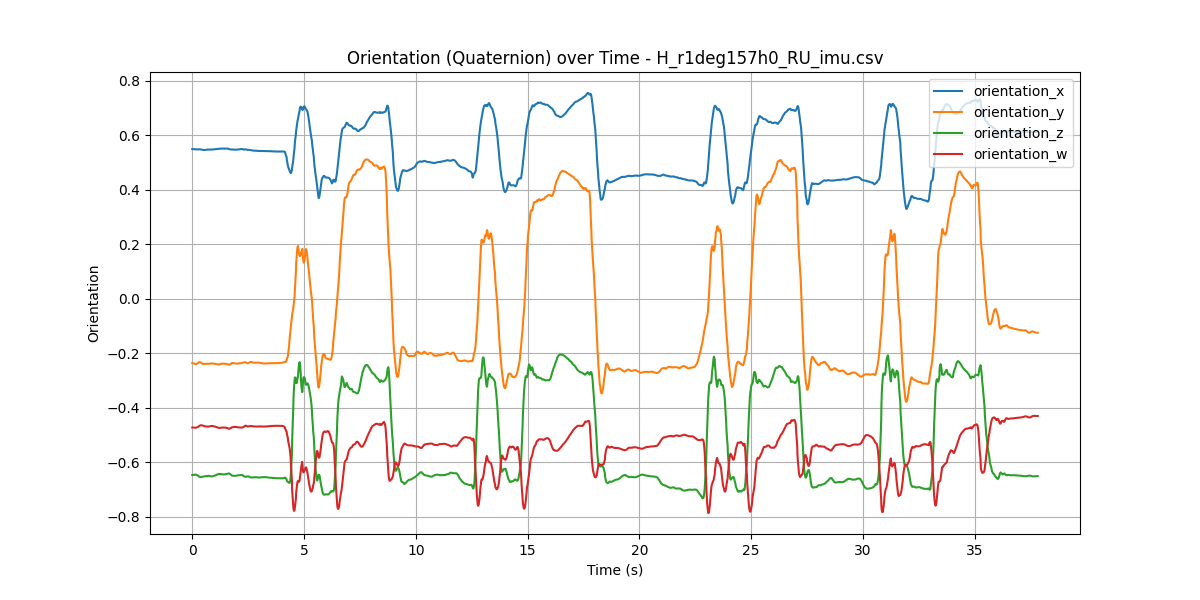 Orientation (Quaternion) over Time - H_r1deg157h0_RU_imu.csv
orientation_x
orientation_y
orientation_z
orientation_w
Orientation
0.8
0.6
0.4
0.2
0.0
−0.2
−0.4
−0.6
−0.8
0 5 10 15 20 25 30 35
Time (s)